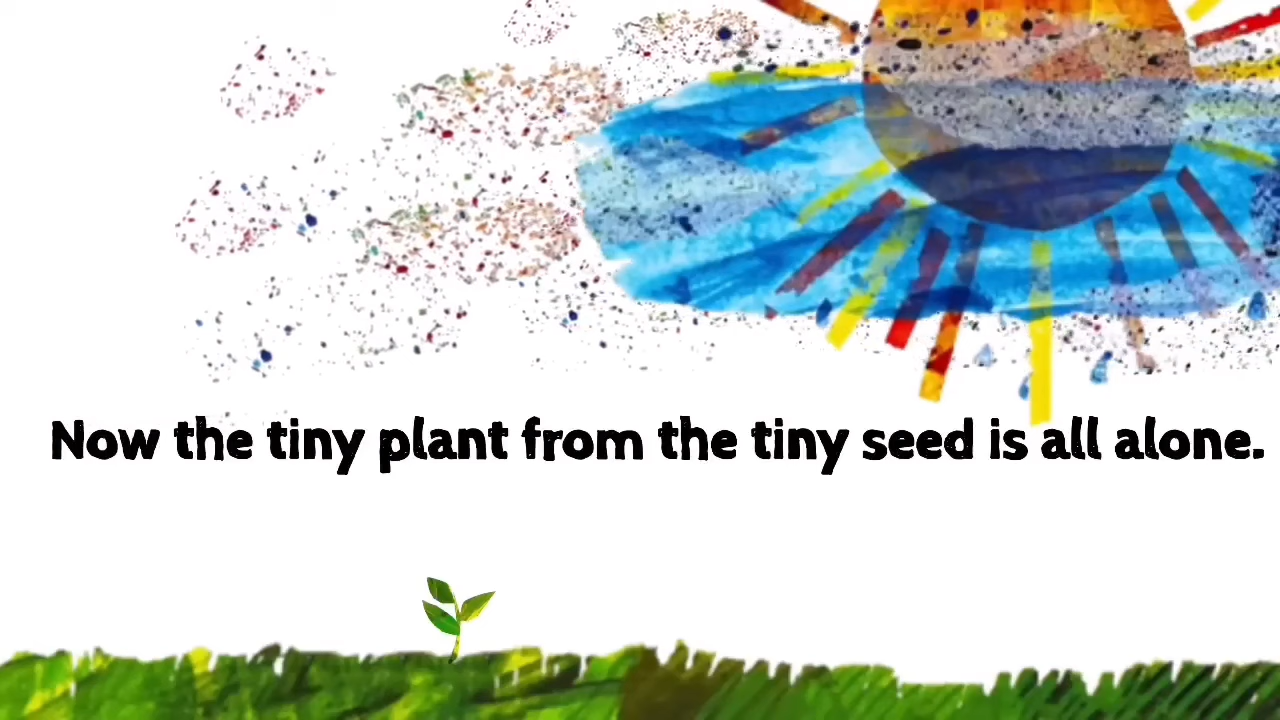 Now the tiny plant from the tiny seed is all alone.